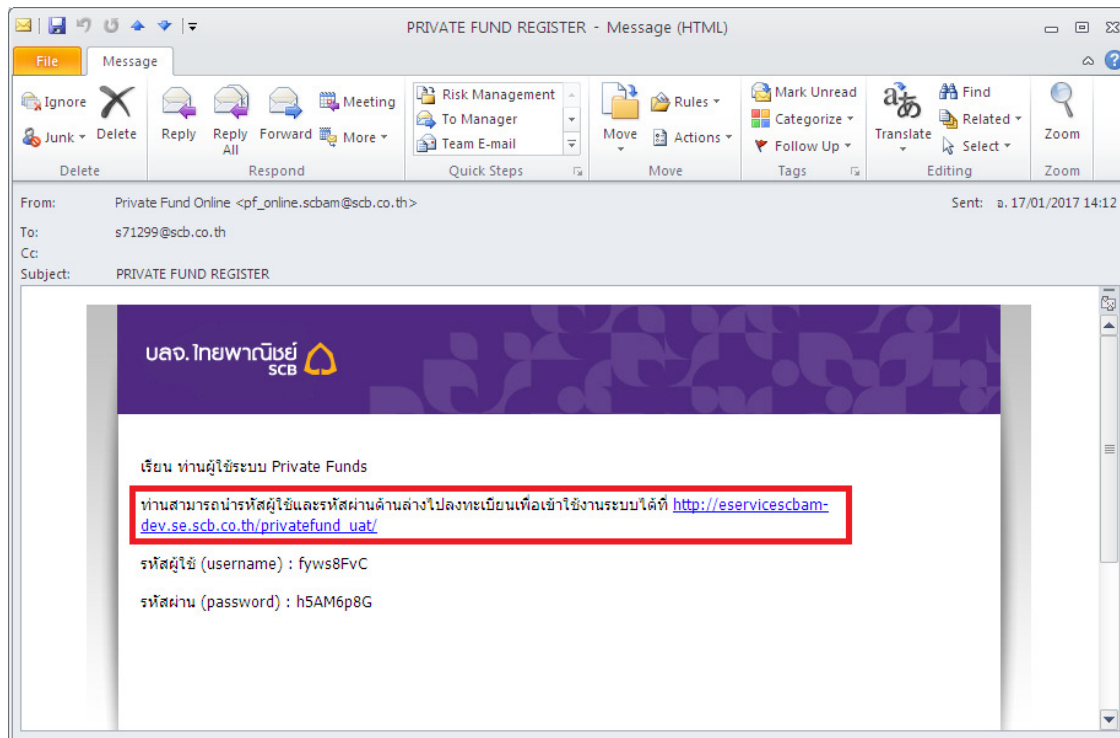 PRIVATE FUND REGISTER - Message (HTML)
File Message
Ignore
Junk
Delete
Reply
Reply All
Forward
Meeting
More
Risk Management
To Manager
Team E-mail
Move
Rules
Actions
Mark Unread
Categorize
Follow Up
Translate
Find
Related
Select
Zoom
Delete Respond Quick Steps Move Tags Editing Zoom
From: Private Fund Online <pf_online.scbam@scb.co.th> Sent: อ. 17/01/2017 14:12
To: s71299@scb.co.th
Cc:
Subject: PRIVATE FUND REGISTER
บลจ. ไทยพาณิชย์
SCB
เรียน ท่านผู้ใช้ระบบ Private Funds
ท่านสามารถนำรหัสผู้ใช้และรหัสผ่านด้านล่างไปลงทะเบียนเพื่อเข้าใช้งานระบบได้ที่ http://eservicescbam-
dev.se.scb.co.th/privatefund_uat/
รหัสผู้ใช้ (username) : fyws8FvC
รหัสผ่าน (password) : h5AM6p8G